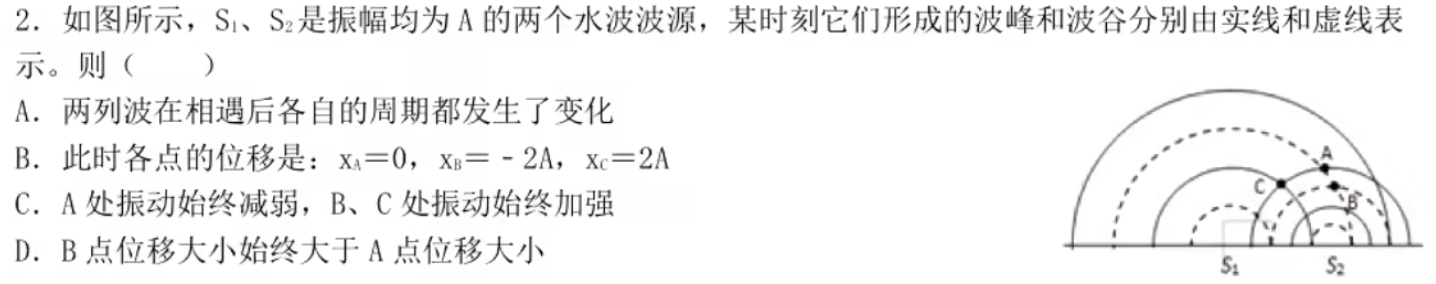 2. 如图所示，S₁、S₂是振幅均为 A 的两个水波波源，某时刻它们形成的波峰和波谷分别由实线和虚线表
示。则（　　）
A. 两列波在相遇后各自的周期都发生了变化
B. 此时各点的位移是：x_A＝0，x_B＝﹣2A，x_C＝2A
C. A 处振动始终减弱，B、C 处振动始终加强
D. B 点位移大小始终大于 A 点位移大小
A
C
B
S₁ S₂